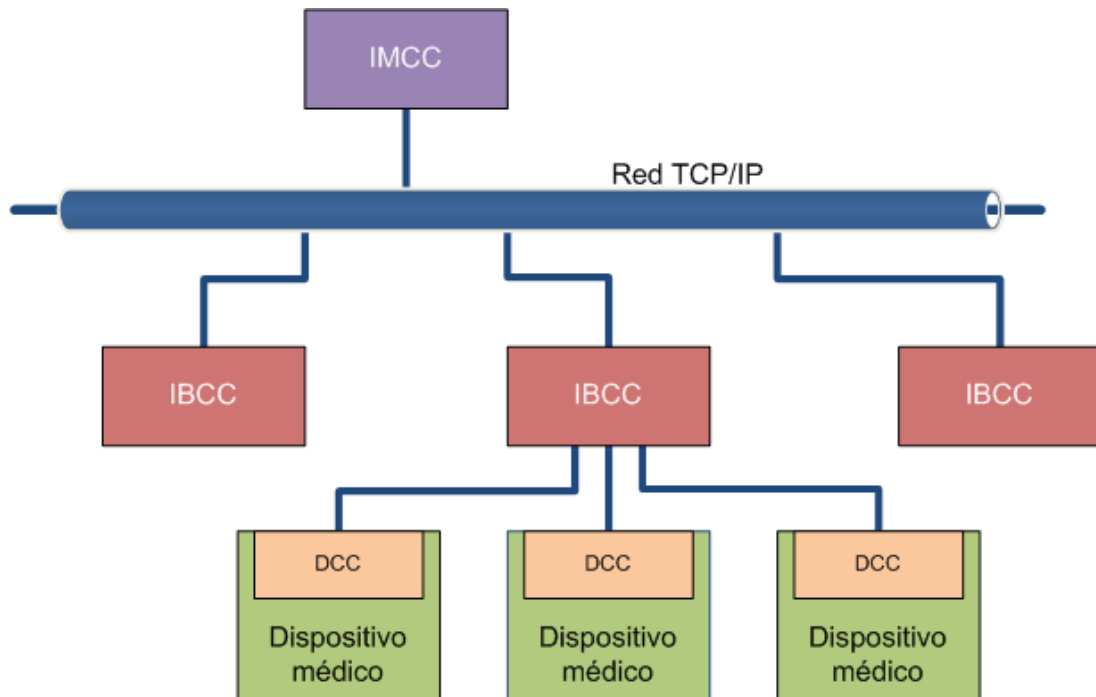 IMCC
Red TCP/IP
IBCC
IBCC
IBCC
DCC
DCC
DCC
Dispositivo
médico
Dispositivo
médico
Dispositivo
médico